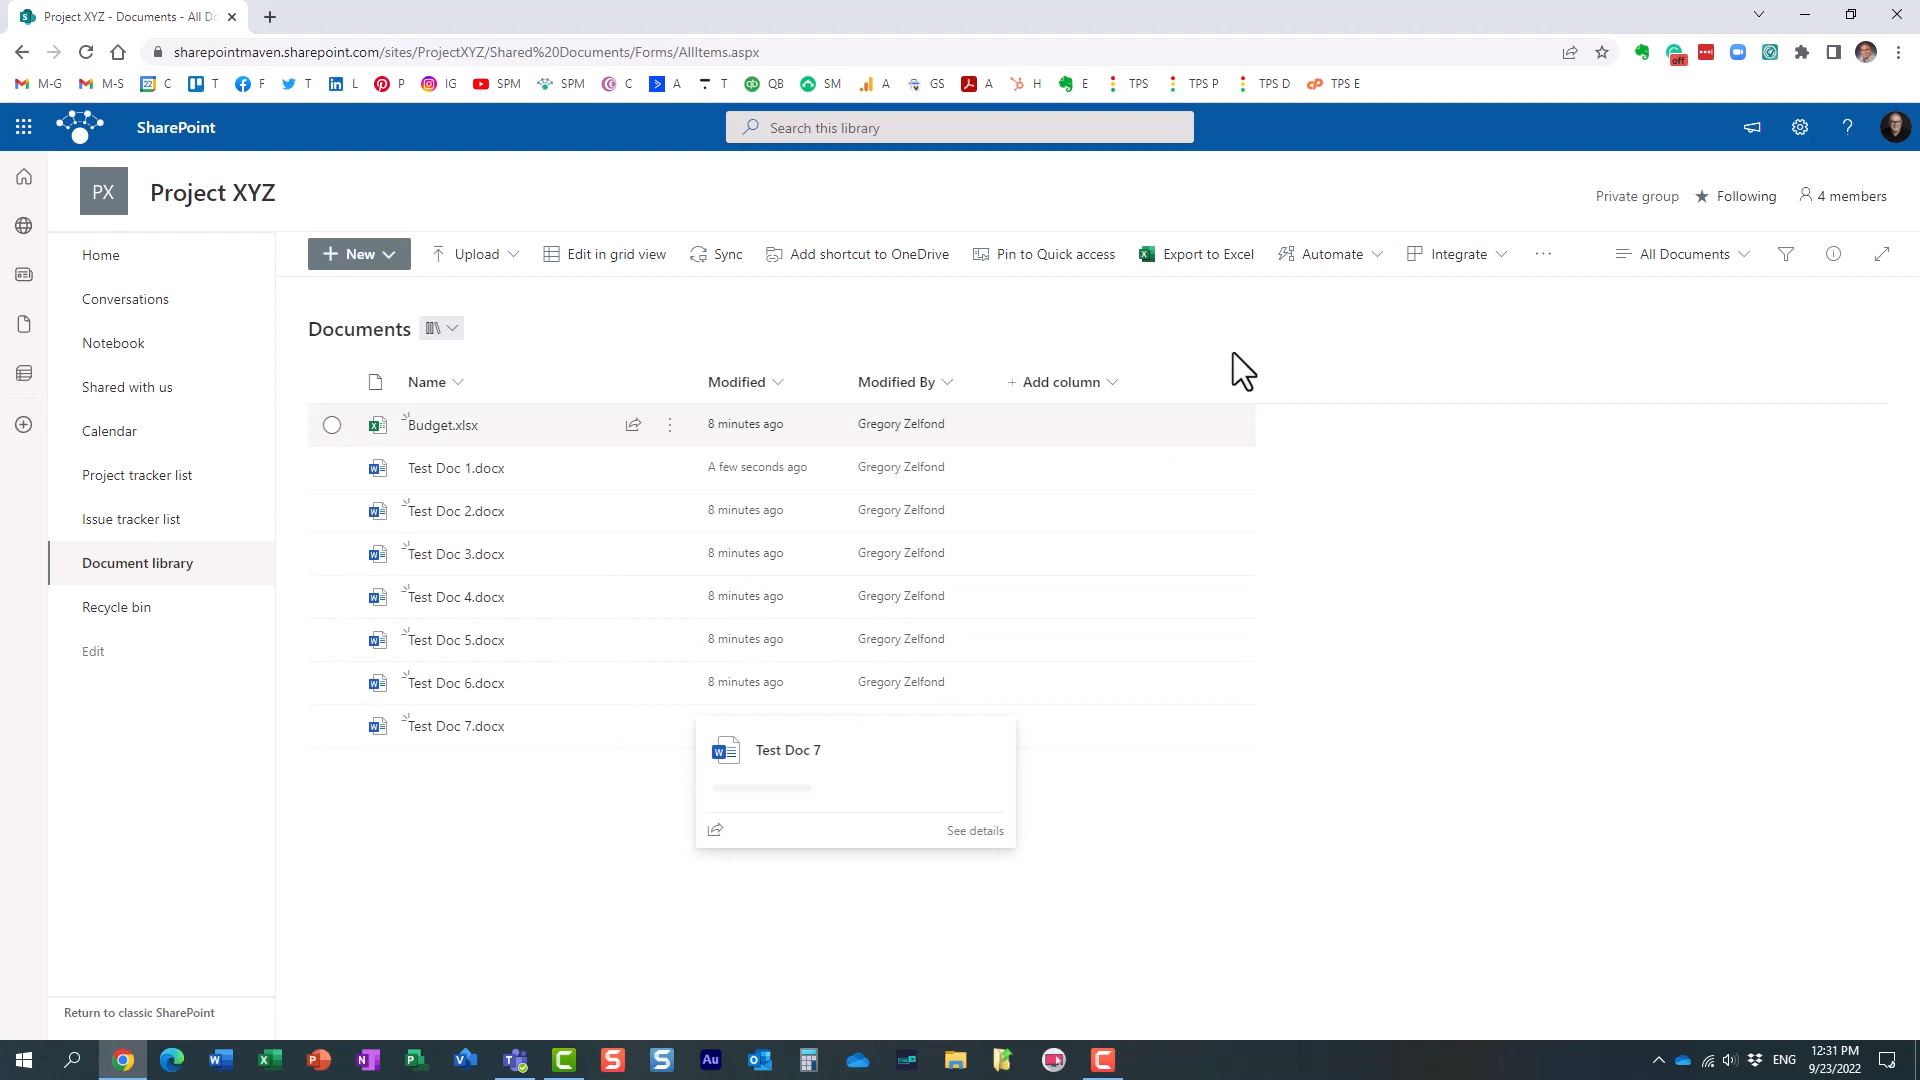 Project XYZ - Documents - All Do
sharepointmaven.sharepoint.com/sites/ProjectXYZ/Shared%20Documents/Forms/AllItems.aspx
off
M-G M-S 22 C T F T L P IG SPM SPM C A T QB SM A GS A H E TPS TPS P TPS D TPS E
SharePoint
Search this library
PX
Project XYZ
Private group Following 4 members
Home
Conversations
Notebook
Shared with us
Calendar
Project tracker list
Issue tracker list
Document library
Recycle bin
Edit
Return to classic SharePoint
+ New Upload Edit in grid view Sync Add shortcut to OneDrive Pin to Quick access Export to Excel Automate Integrate ... All Documents
Documents
Name Modified Modified By + Add column
Budget.xlsx 8 minutes ago Gregory Zelfond
Test Doc 1.docx A few seconds ago Gregory Zelfond
Test Doc 2.docx 8 minutes ago Gregory Zelfond
Test Doc 3.docx 8 minutes ago Gregory Zelfond
Test Doc 4.docx 8 minutes ago Gregory Zelfond
Test Doc 5.docx 8 minutes ago Gregory Zelfond
Test Doc 6.docx 8 minutes ago Gregory Zelfond
Test Doc 7.docx
Test Doc 7
See details
ENG
12:31 PM
9/23/2022